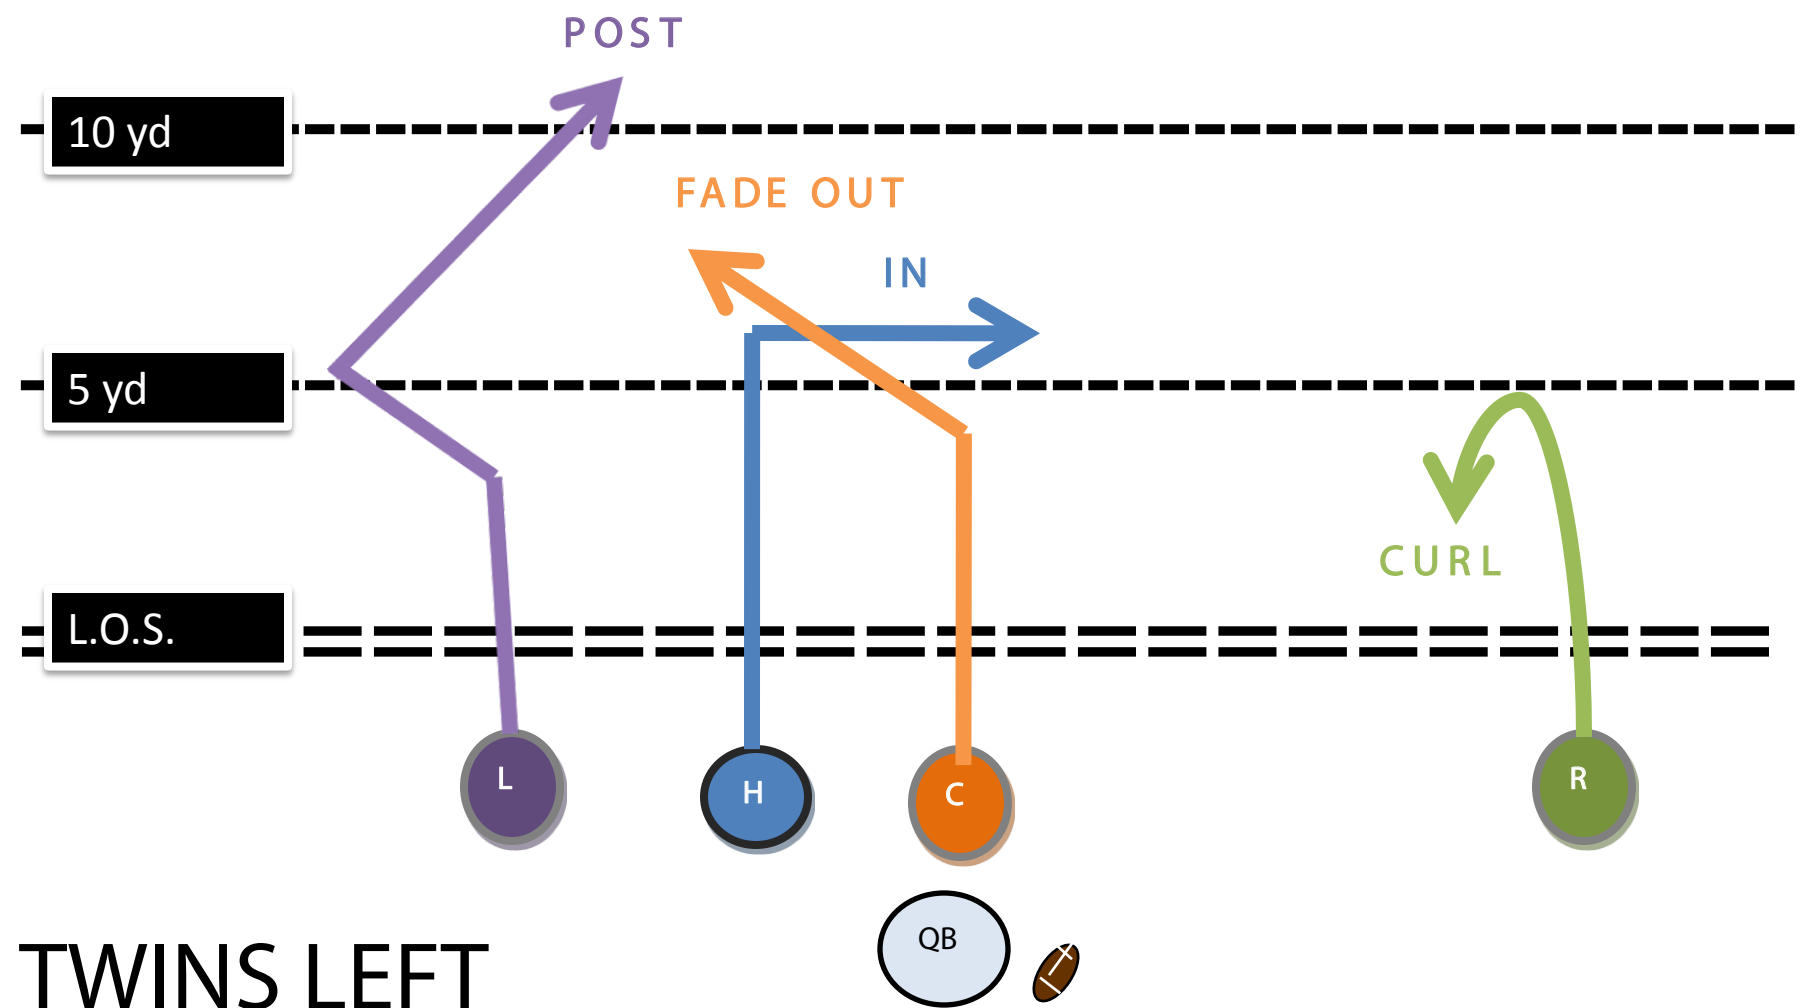 POST
10 yd
FADE OUT
IN
5 yd
CURL
L.O.S.
L
H
C
R
QB
TWINS LEFT